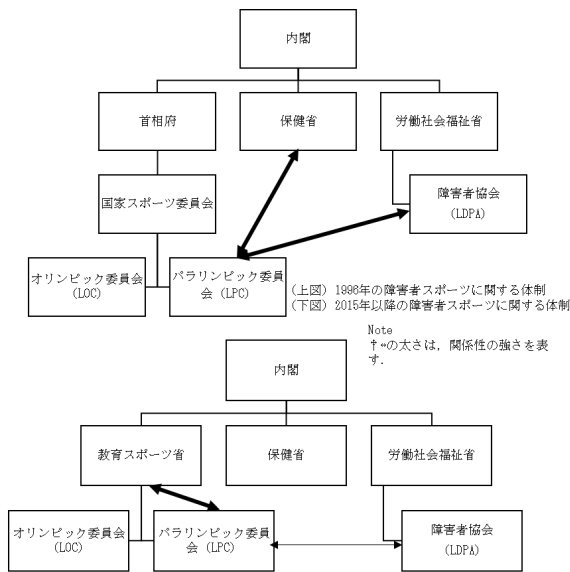 内閣
首相府
保健省
労働社会福祉省
国家スポーツ委員会
障害者協会
(LDPA)
オリンピック委員会
(LOC)
パラリンピック委員
会 (LPC)
(上図) 1996年の障害者スポーツに関する体制
(下図) 2015年以降の障害者スポーツに関する体制
Note
†⇔の太さは, 関係性の強さを表
す.
内閣
教育スポーツ省
保健省
労働社会福祉省
オリンピック委員会
(LOC)
パラリンピック委員
会 (LPC)
障害者協会
(LDPA)